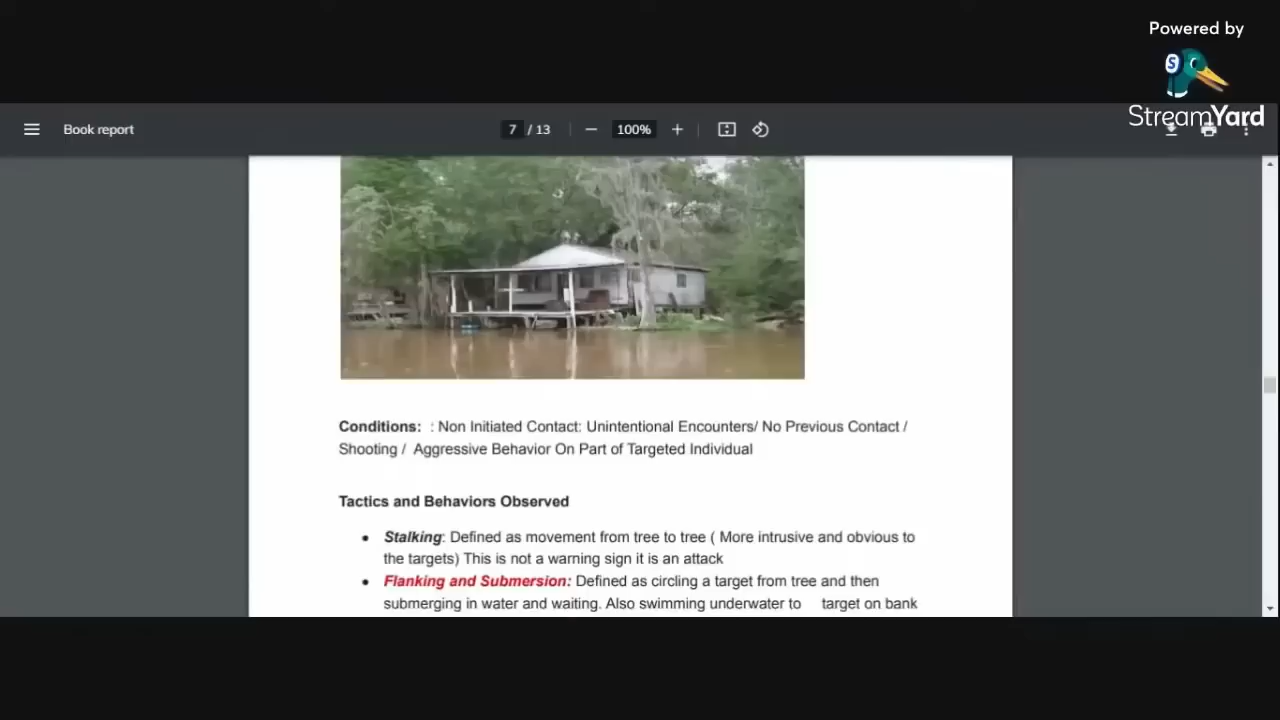 Powered by
S
StreamYard
Book report
7 / 13
100%
Conditions: : Non Initiated Contact: Unintentional Encounters/ No Previous Contact /
Shooting / Aggressive Behavior On Part of Targeted Individual
Tactics and Behaviors Observed
• Stalking: Defined as movement from tree to tree ( More intrusive and obvious to
the targets) This is not a warning sign it is an attack
• Flanking and Submersion: Defined as circling a target from tree and then
submerging in water and waiting. Also swimming underwater to target on bank